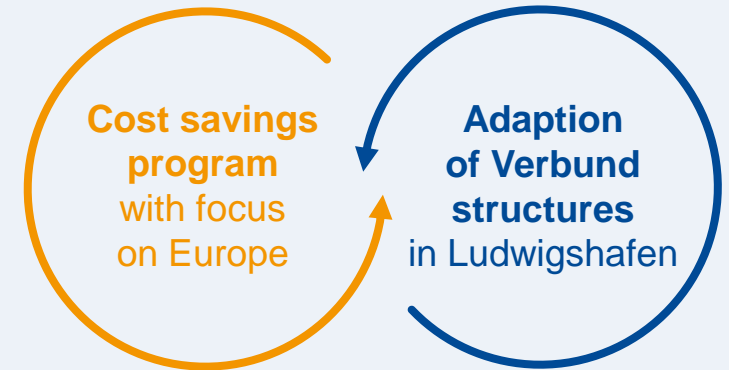 Cost savings
program
with focus
on Europe
Adaption
of Verbund
structures
in Ludwigshafen